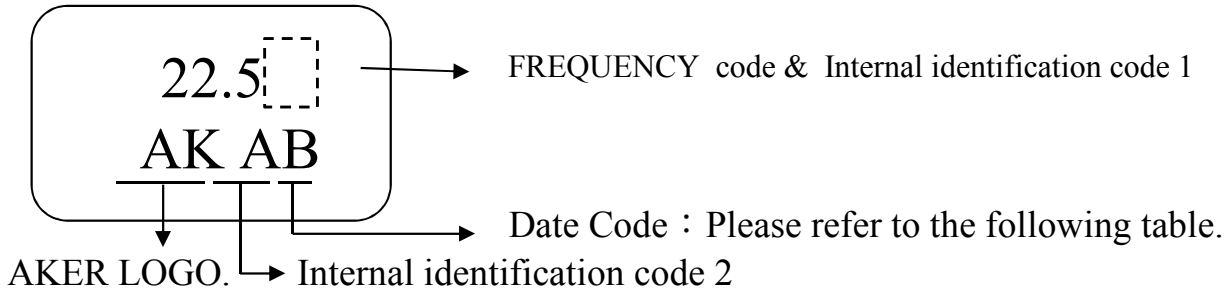 22.5
FREQUENCY code & Internal identification code 1
AK AB
Date Code：Please refer to the following table.
AKER LOGO.
Internal identification code 2